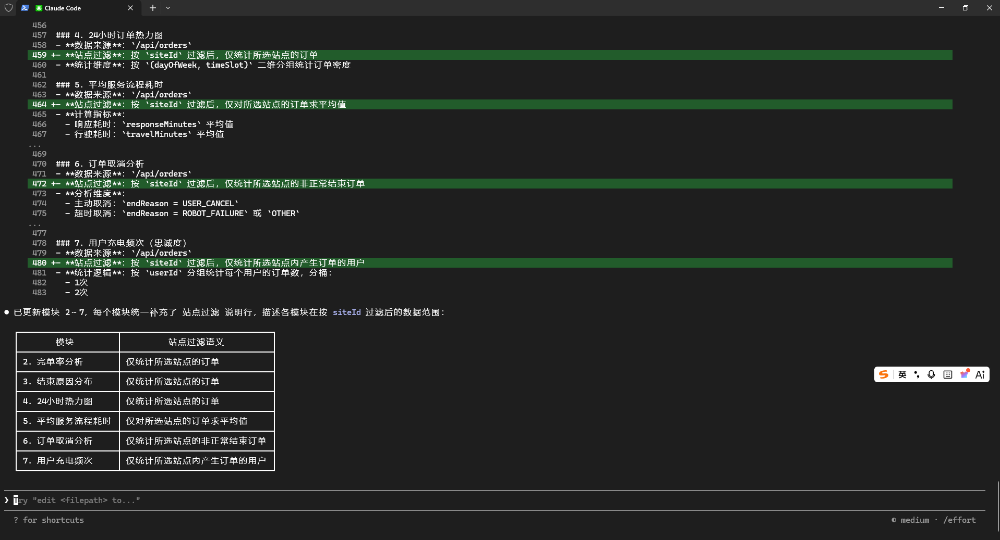 Claude Code
456
457 ### 4. 24小时订单热力图
458 - **数据来源**: `/api/orders`
459 +- **站点过滤**: 按 `siteId` 过滤后, 仅统计所选站点的订单
460 - **统计维度**: 按 `(dayOfWeek, timeSlot)` 二维分组统计订单密度
461
462 ### 5. 平均服务流程耗时
463 - **数据来源**: `/api/orders`
464 +- **站点过滤**: 按 `siteId` 过滤后, 仅对所选站点的订单求平均值
465 - **计算指标**:
466 - 响应耗时: `responseMinutes` 平均值
467 - 行驶耗时: `travelMinutes` 平均值
...
469
470 ### 6. 订单取消分析
471 - **数据来源**: `/api/orders`
472 +- **站点过滤**: 按 `siteId` 过滤后, 仅统计所选站点的非正常结束订单
473 - **分析维度**:
474 - 主动取消: `endReason = USER_CANCEL`
475 - 超时取消: `endReason = ROBOT_FAILURE` 或 `OTHER`
...
477
478 ### 7. 用户充电频次 (忠诚度)
479 - **数据来源**: `/api/orders`
480 +- **站点过滤**: 按 `siteId` 过滤后, 仅统计所选站点内产生订单的用户
481 - **统计逻辑**: 按 `userId` 分组统计每个用户的订单数, 分桶:
482 - 1次
483 - 2次
● 已更新模块 2~7, 每个模块统一补充了 站点过滤 说明行, 描述各模块在按 siteId 过滤后的数据范围:
模块 站点过滤语义
2. 完单率分析 仅统计所选站点的订单
3. 结束原因分布 仅统计所选站点的订单
4. 24小时热力图 仅统计所选站点的订单
5. 平均服务流程耗时 仅对所选站点的订单求平均值
6. 订单取消分析 仅统计所选站点的非正常结束订单
7. 用户充电频次 仅统计所选站点内产生订单的用户
英 Ai
❯ Try "edit <filepath> to..."
? for shortcuts
◐ medium · /effort